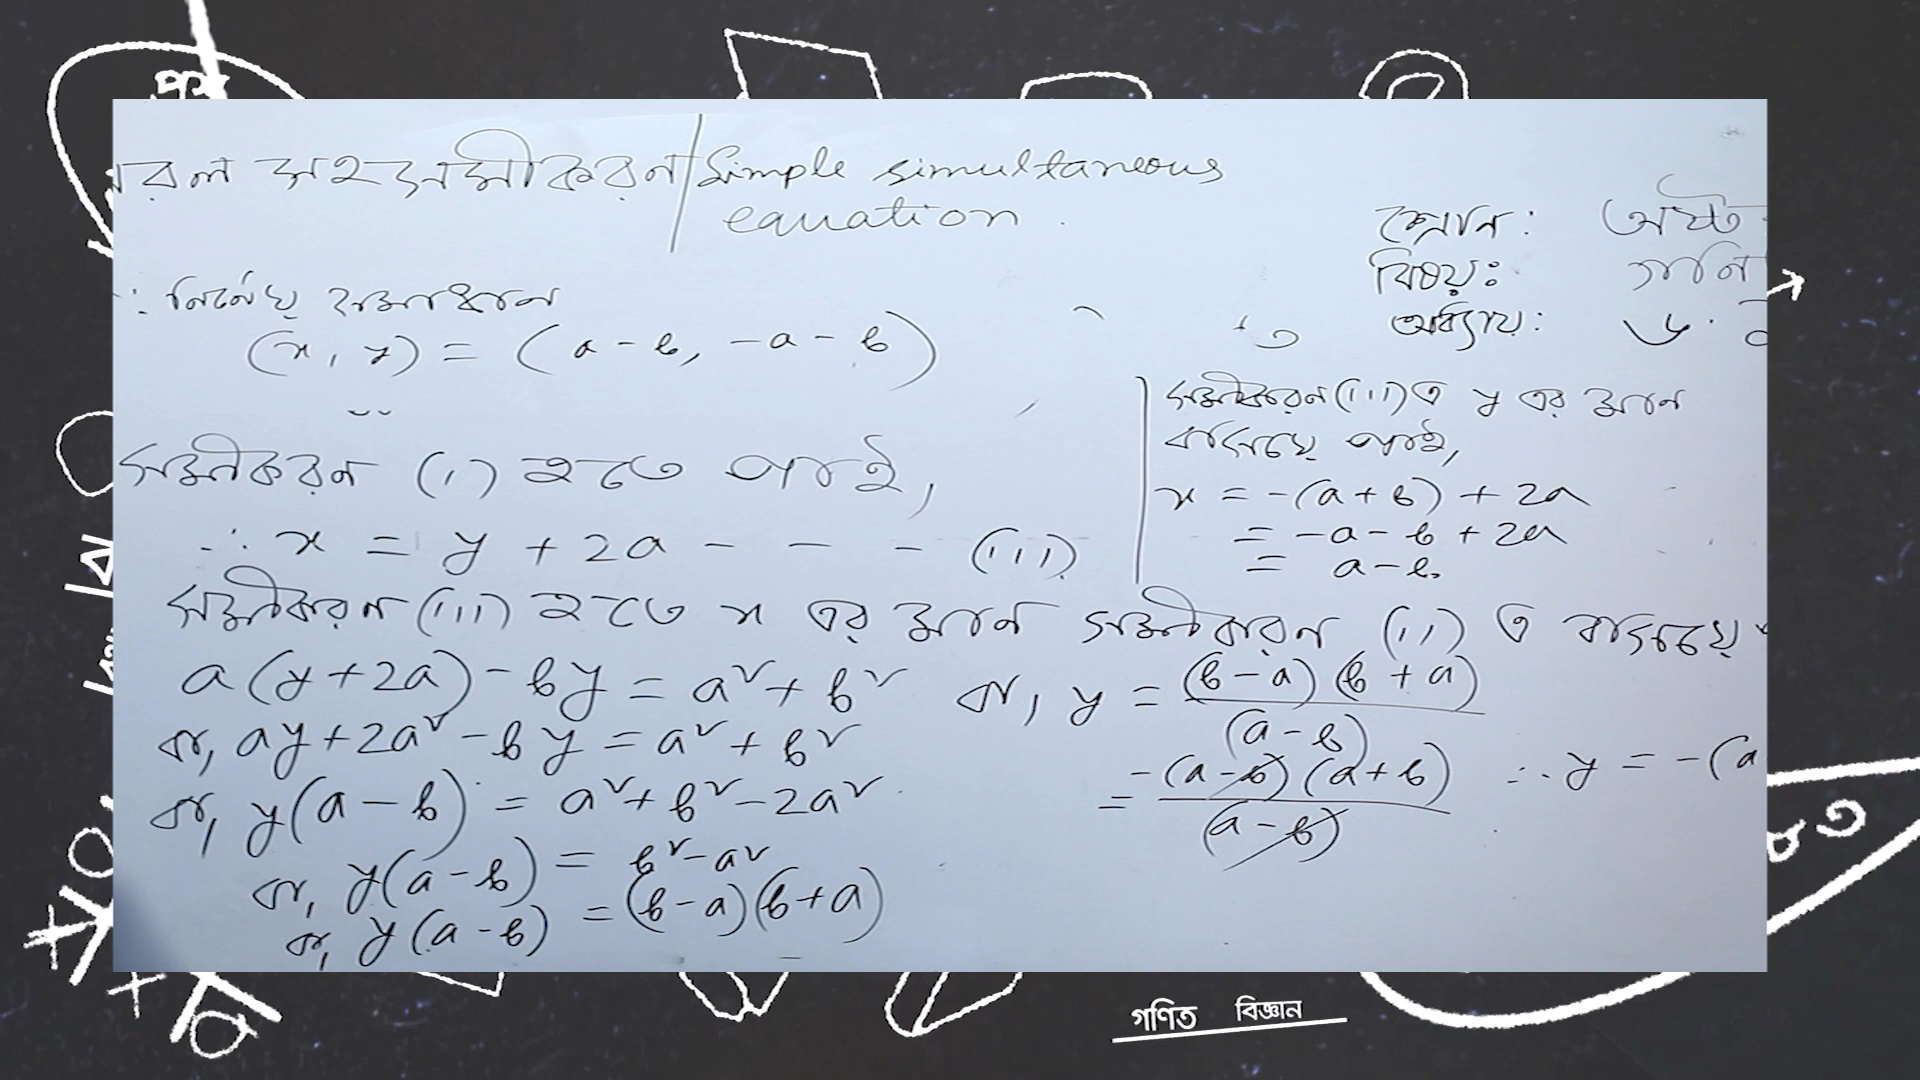 রল সহসমীকরণ / Simple simultaneous
equation.
শ্রেণি: অষ্ট
বিষয়: গণি
অধ্যায়: ৬.
∴ নির্ণেয় সমাধান
(x, y) = (a - b, -a - b)
সমীকরণ (i) হতে পাই,
∴ x = y + 2a - - - (iii)
সমীকরণ (iii) হতে x এর মান সমীকরণ (ii) এ বসিয়ে
a(y+2a) - by = a² + b²
বা, ay + 2a² - by = a² + b²
বা, y(a - b) = a² + b² - 2a²
বা, y(a - b) = b² - a²
বা, y(a - b) = (b - a)(b + a)
সমীকরণ (iii) এ y এর মান
বসিয়ে পাই,
x = -(a + b) + 2a
= -a - b + 2a
= a - b.
বা, y = (b - a)(b + a)
(a - b)
= -(a - b)(a + b)
(a - b)
∴ y = -(a
গণিত বিজ্ঞান